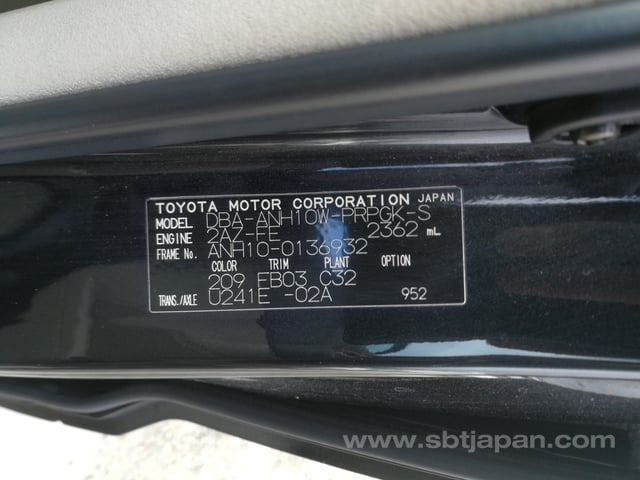 TOYOTA MOTOR CORPORATION JAPAN
MODEL DBA-ANH10W-PRPGK-S
ENGINE 2AZ-FE 2362 mL
FRAME No. ANH10-0136932
COLOR TRIM PLANT OPTION
209 FB03 C32
TRANS./AXLE U241E -02A 952
www.sbtjapan.com